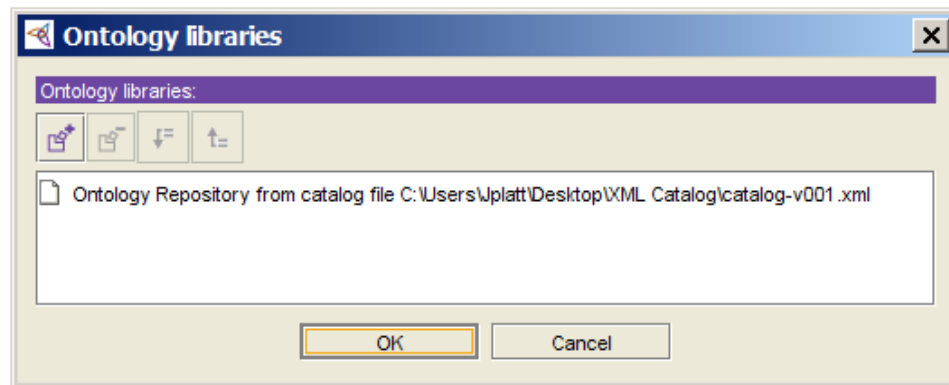 Ontology libraries
Ontology libraries:
Ontology Repository from catalog file C:\Users\Jplatt\Desktop\XML Catalog\catalog-v001.xml
OK
Cancel